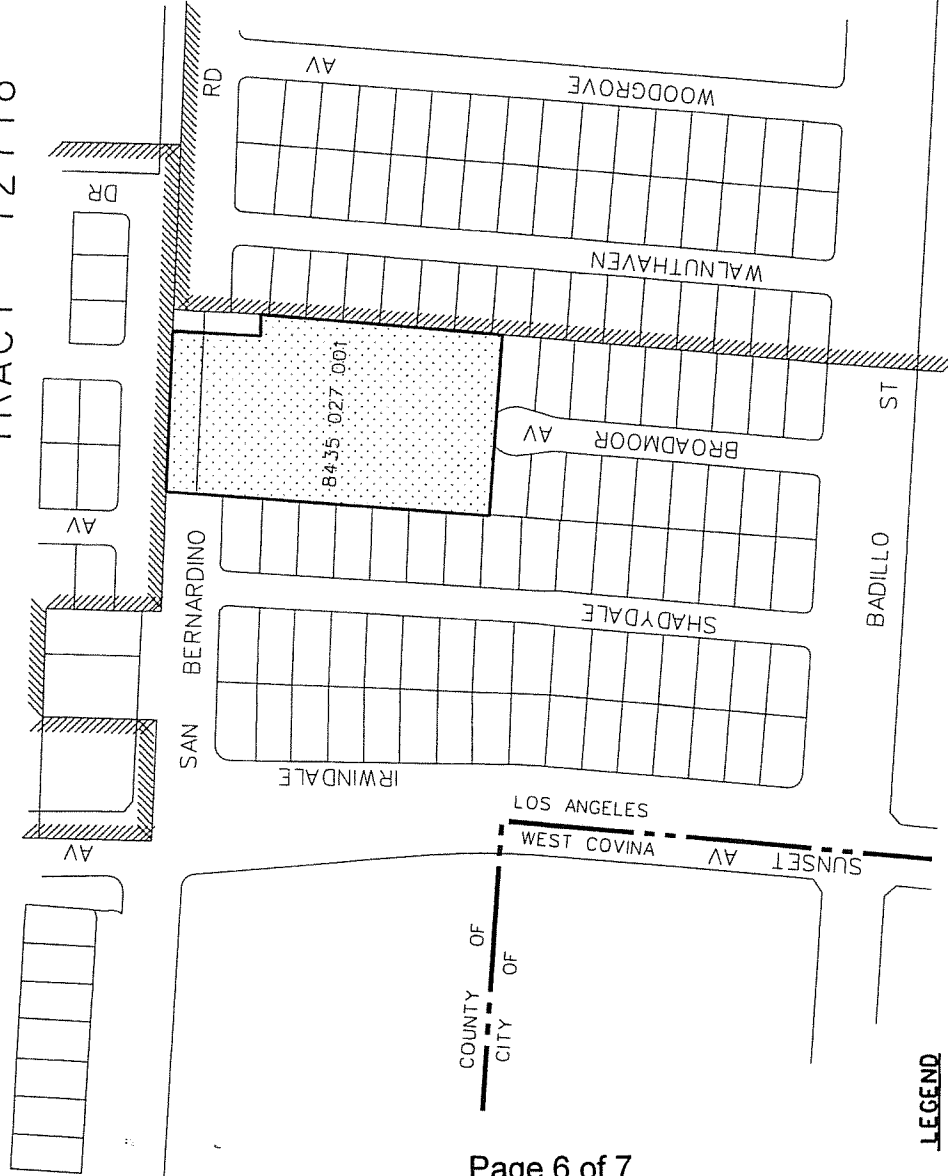 DR
RD
AV
WOODGROVE
WALNUTHAVEN
8435 027 001
AV
BROADMOOR
ST
AV
SAN BERNARDINO
SHADYDALE
BADILLO
IRWINDALE
AV
LOS ANGELES
WEST COVINA
SUNSET AV
COUNTY OF
CITY OF
LEGEND
Page 6 of 7